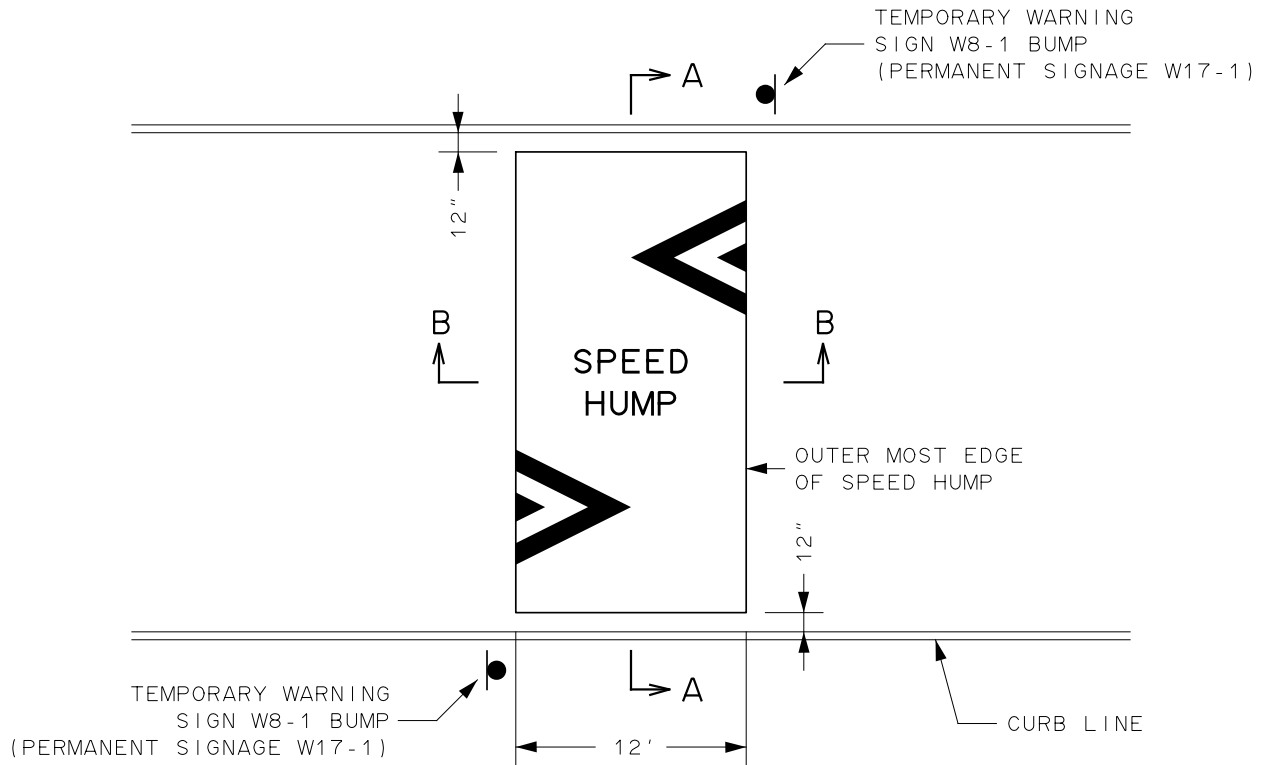 TEMPORARY WARNING
SIGN W8-1 BUMP
(PERMANENT SIGNAGE W17-1)
A
12"
B
B
SPEED
HUMP
OUTER MOST EDGE
OF SPEED HUMP
12"
TEMPORARY WARNING
SIGN W8-1 BUMP
(PERMANENT SIGNAGE W17-1)
A
CURB LINE
12'